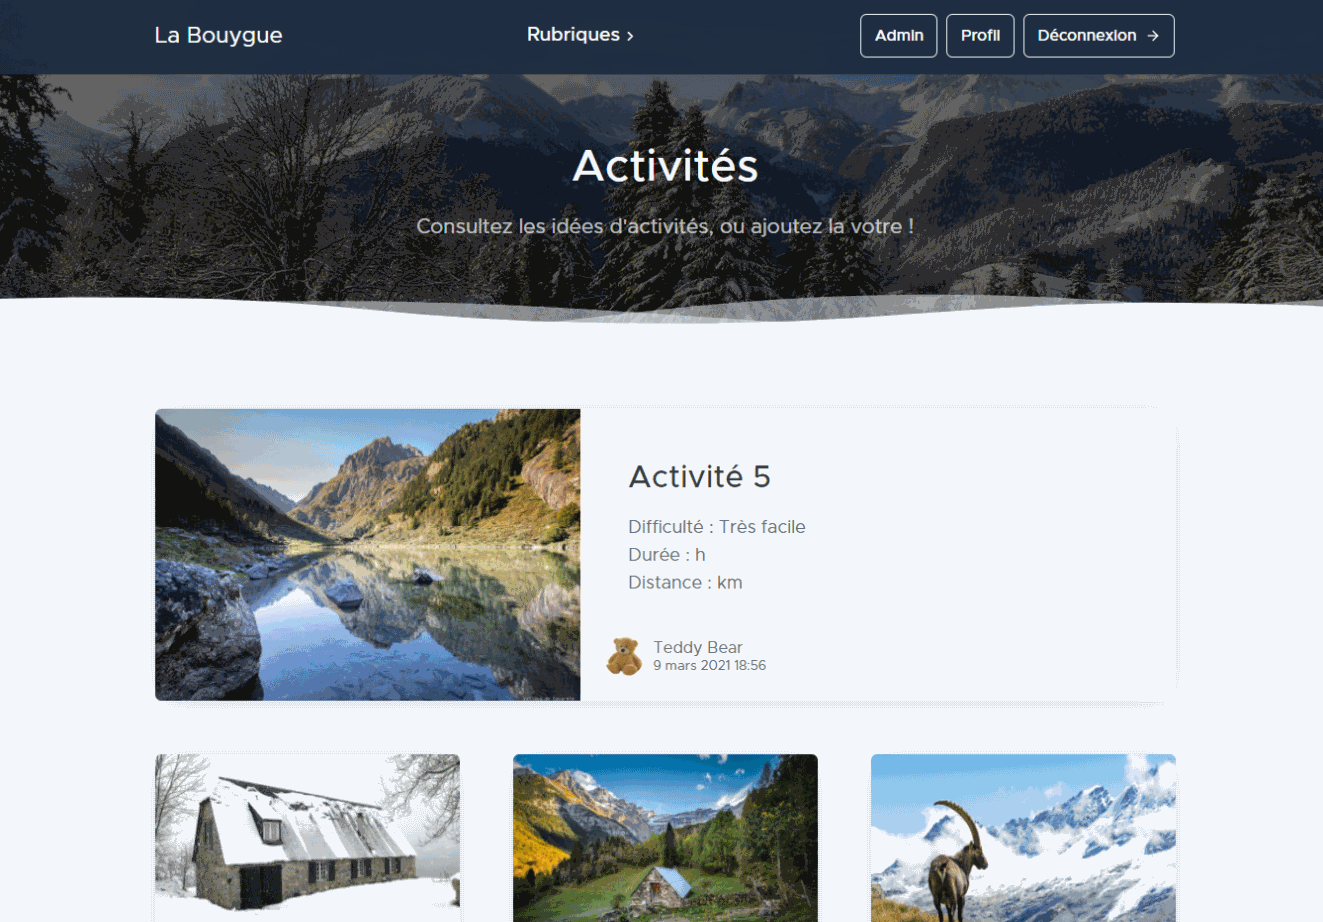 La Bouygue
Rubriques >
Admin
Profil
Déconnexion →
Activités
Consultez les idées d'activités, ou ajoutez la votre !
Activité 5
Difficulté : Très facile
Durée : h
Distance : km
Teddy Bear
9 mars 2021 18:56